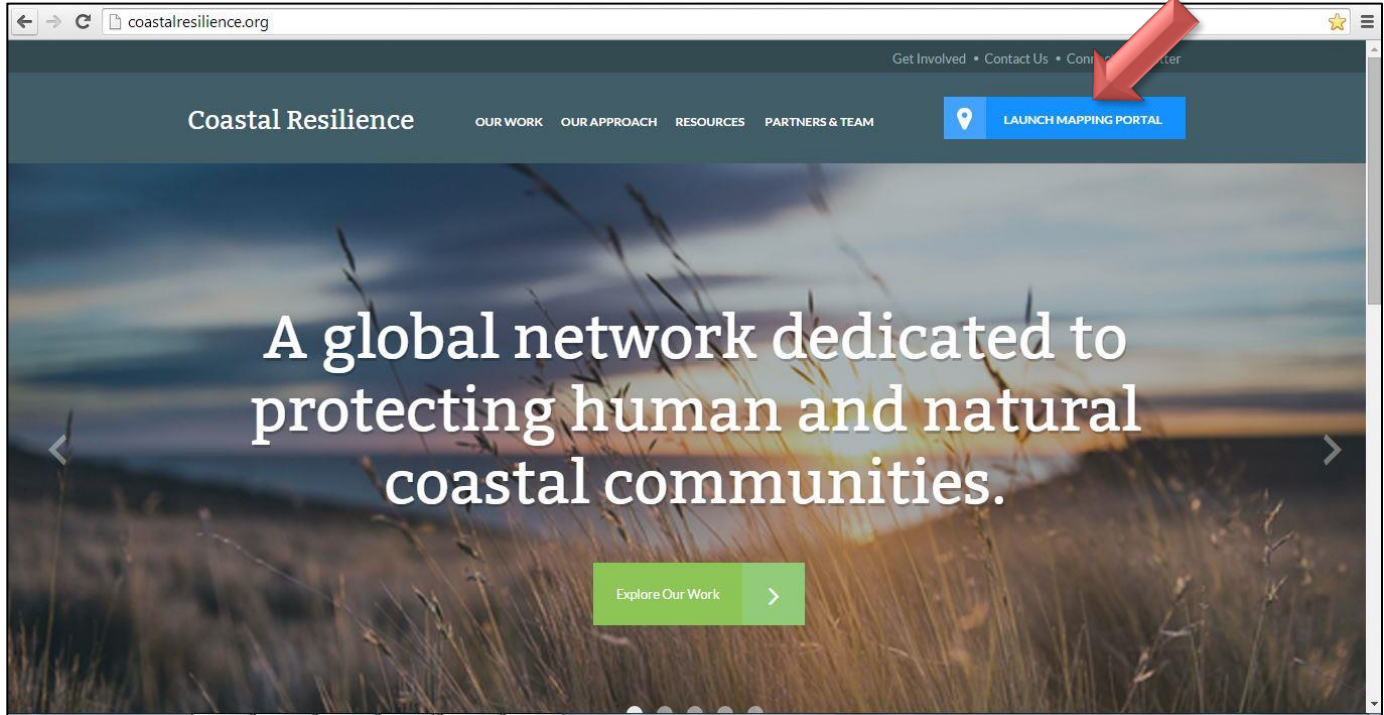 coastalresilience.org
Get Involved • Contact Us •
Coastal Resilience
OUR WORK OUR APPROACH RESOURCES PARTNERS & TEAM
LAUNCH MAPPING PORTAL
A global network dedicated to
protecting human and natural
coastal communities.
Explore Our Work